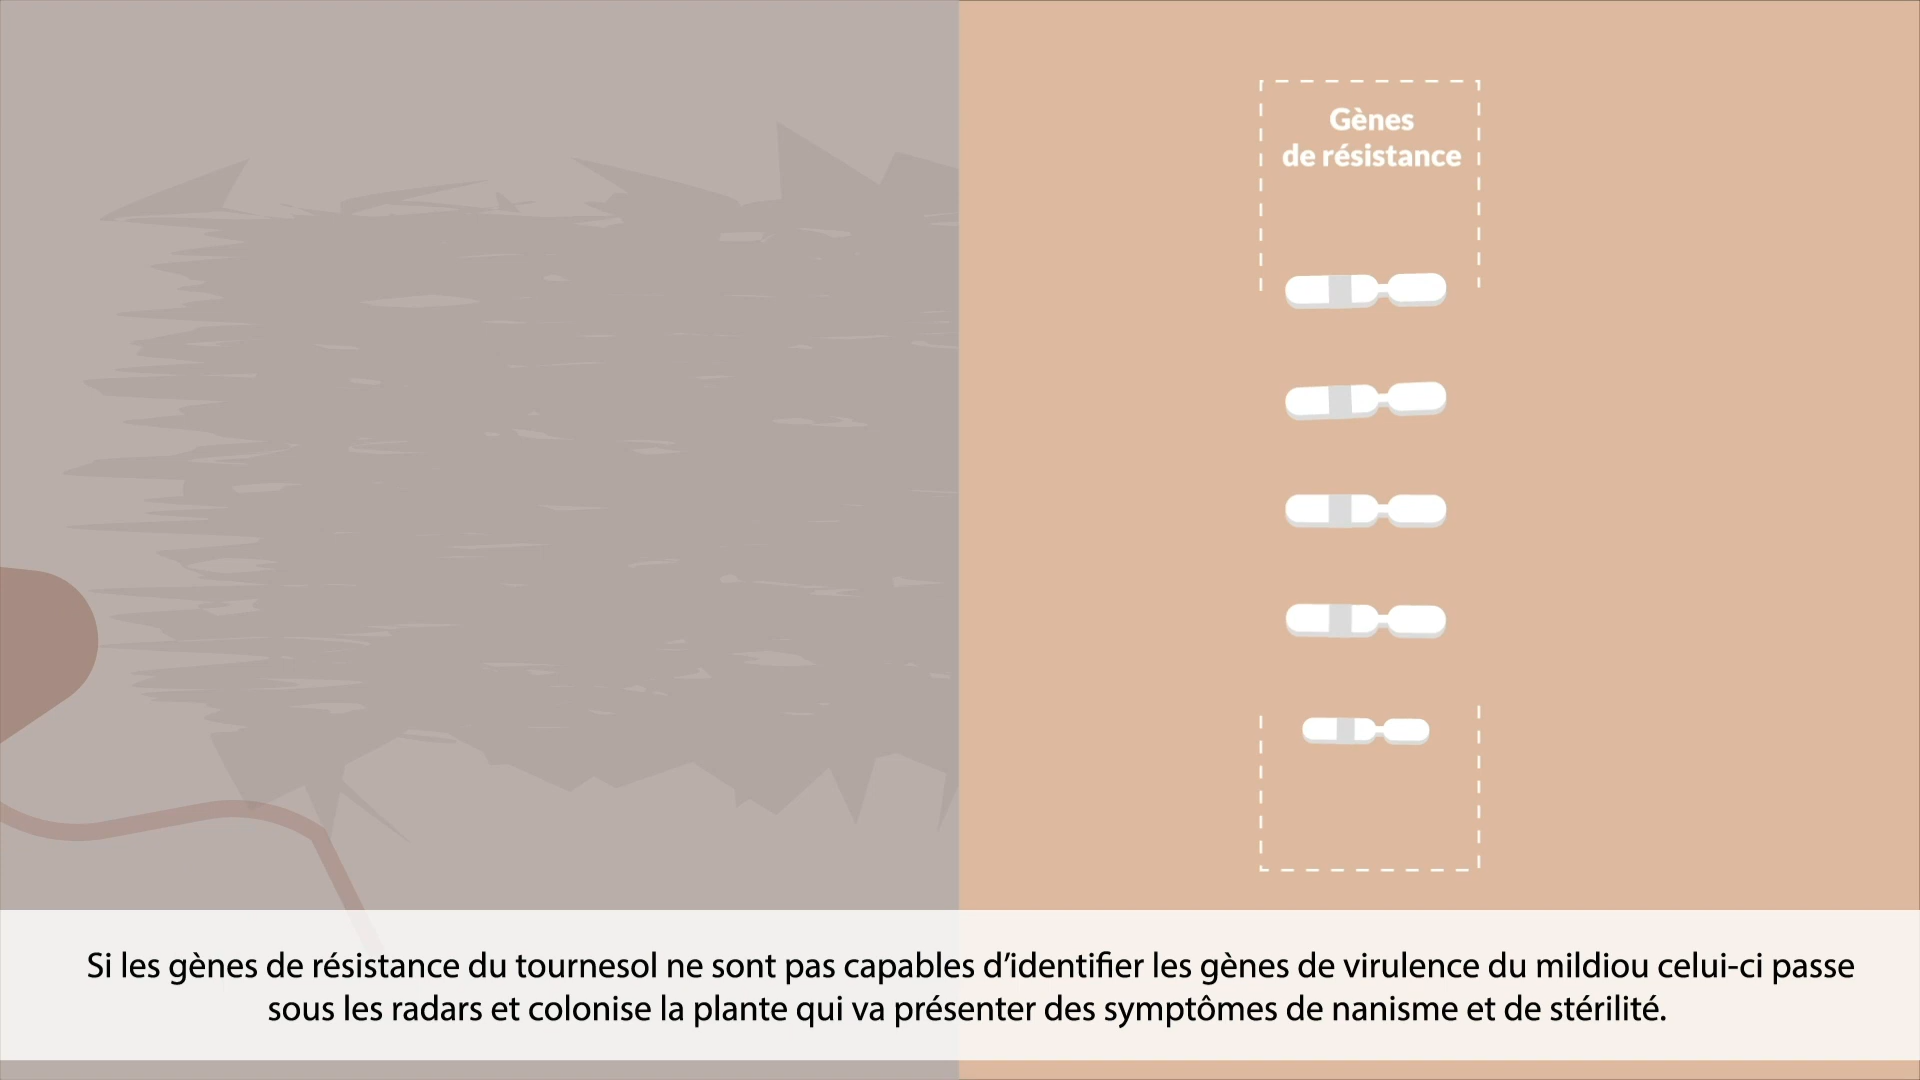 Gènes
de résistance
Si les gènes de résistance du tournesol ne sont pas capables d’identifier les gènes de virulence du mildiou celui-ci passe
sous les radars et colonise la plante qui va présenter des symptômes de nanisme et de stérilité.